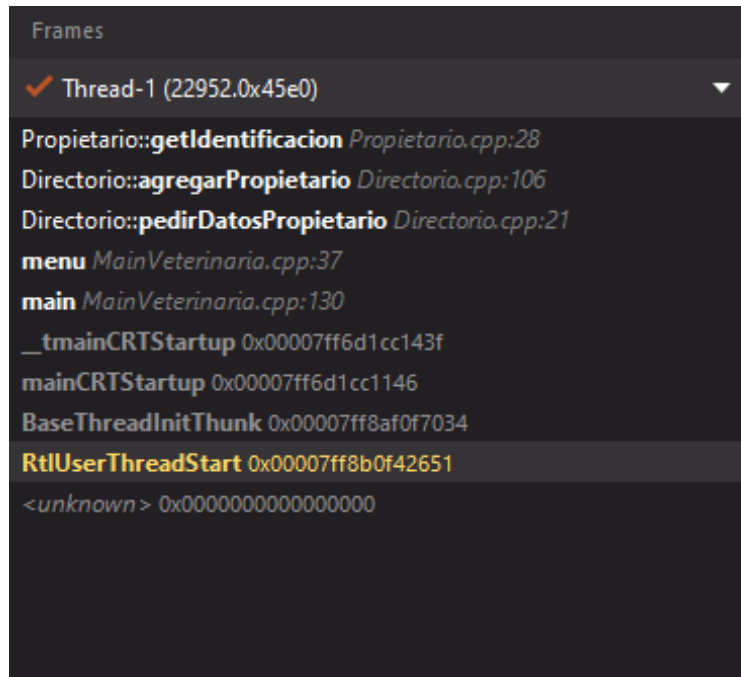 Frames
Thread-1 (22952.0x45e0)
Propietario::getIdentificacion Propietario.cpp:28
Directorio::agregarPropietario Directorio.cpp:106
Directorio::pedirDatosPropietario Directorio.cpp:21
menu MainVeterinaria.cpp:37
main MainVeterinaria.cpp:130
__tmainCRTStartup 0x00007ff6d1cc143f
mainCRTStartup 0x00007ff6d1cc1146
BaseThreadInitThunk 0x00007ff8af0f7034
RtlUserThreadStart 0x00007ff8b0f42651
<unknown> 0x0000000000000000